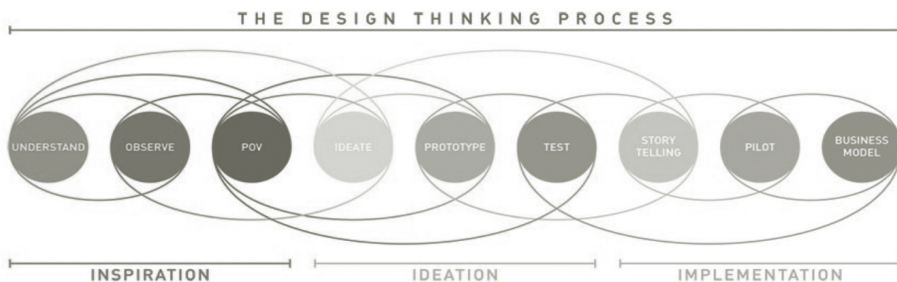 THE DESIGN THINKING PROCESS
UNDERSTAND
OBSERVE
POV
IDEATE
PROTOTYPE
TEST
STORY
TELLING
PILOT
BUSINESS
MODEL
INSPIRATION
IDEATION
IMPLEMENTATION